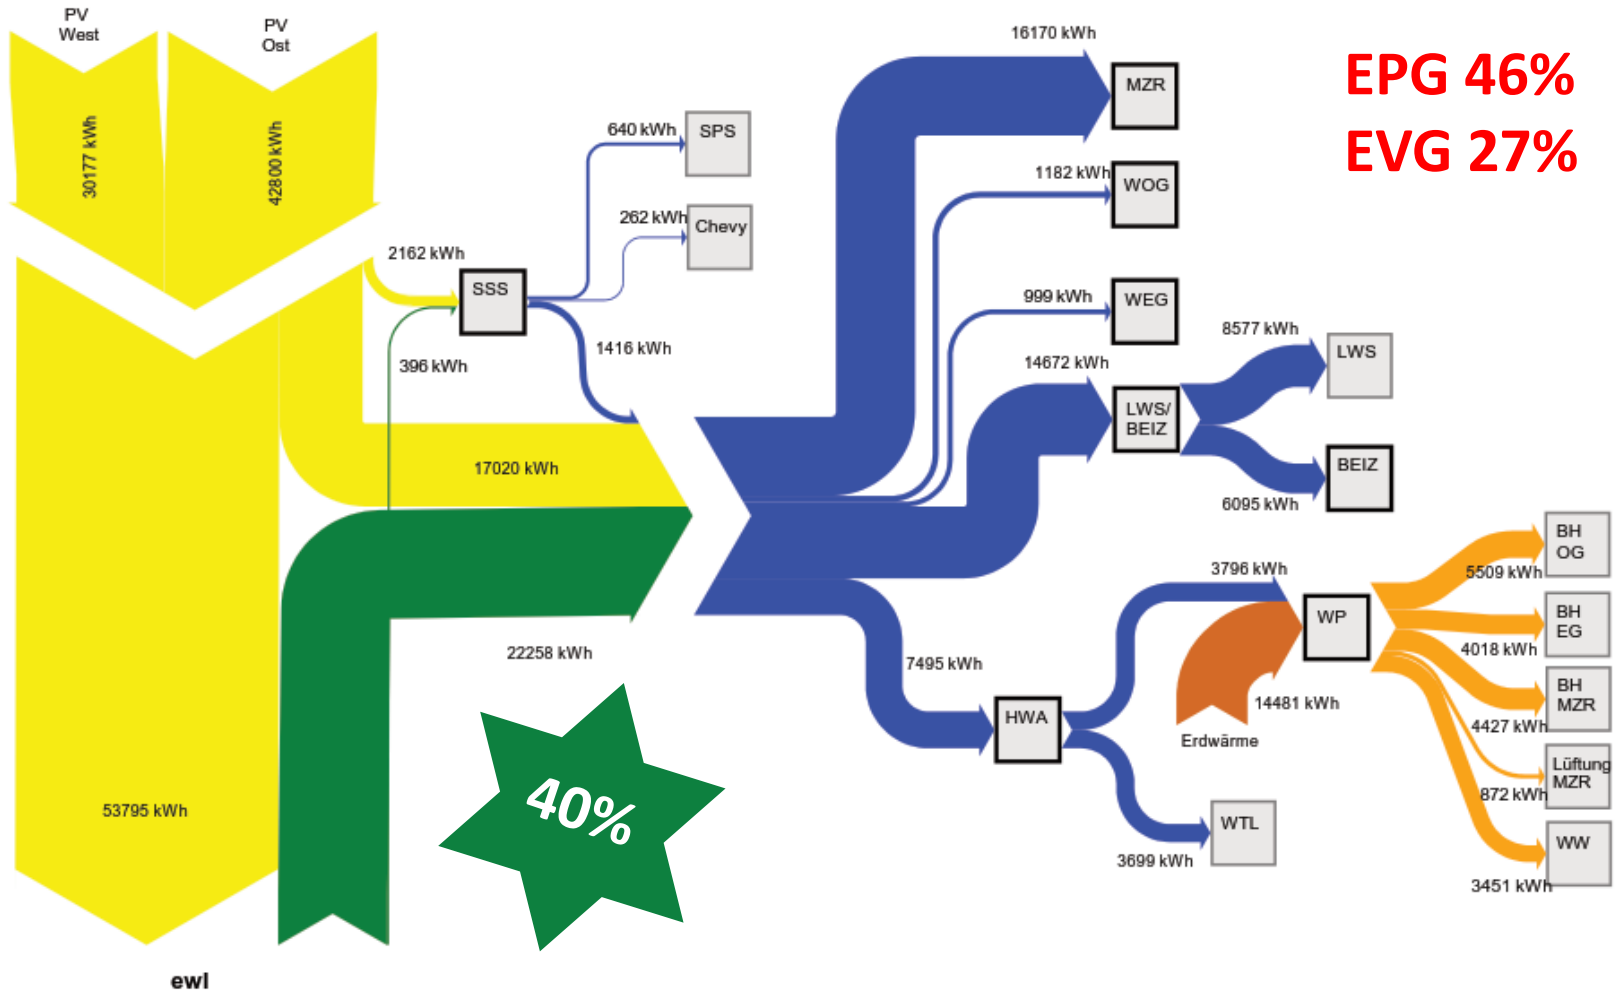 PV
West
PV
Ost
30177 kWh
42800 kWh
2162 kWh
SSS
396 kWh
640 kWh
SPS
262 kWh
Chevy
1416 kWh
17020 kWh
22258 kWh
53795 kWh
ewl
40%
16170 kWh
MZR
1182 kWh
WOG
999 kWh
WEG
14672 kWh
LWS/
BEIZ
8577 kWh
LWS
BEIZ
6095 kWh
7495 kWh
HWA
3796 kWh
WP
14481 kWh
Erdwärme
WTL
3699 kWh
BH
OG
5509 kWh
BH
EG
4018 kWh
BH
MZR
4427 kWh
Lüftung
MZR
872 kWh
WW
3451 kWh
EPG 46%
EVG 27%